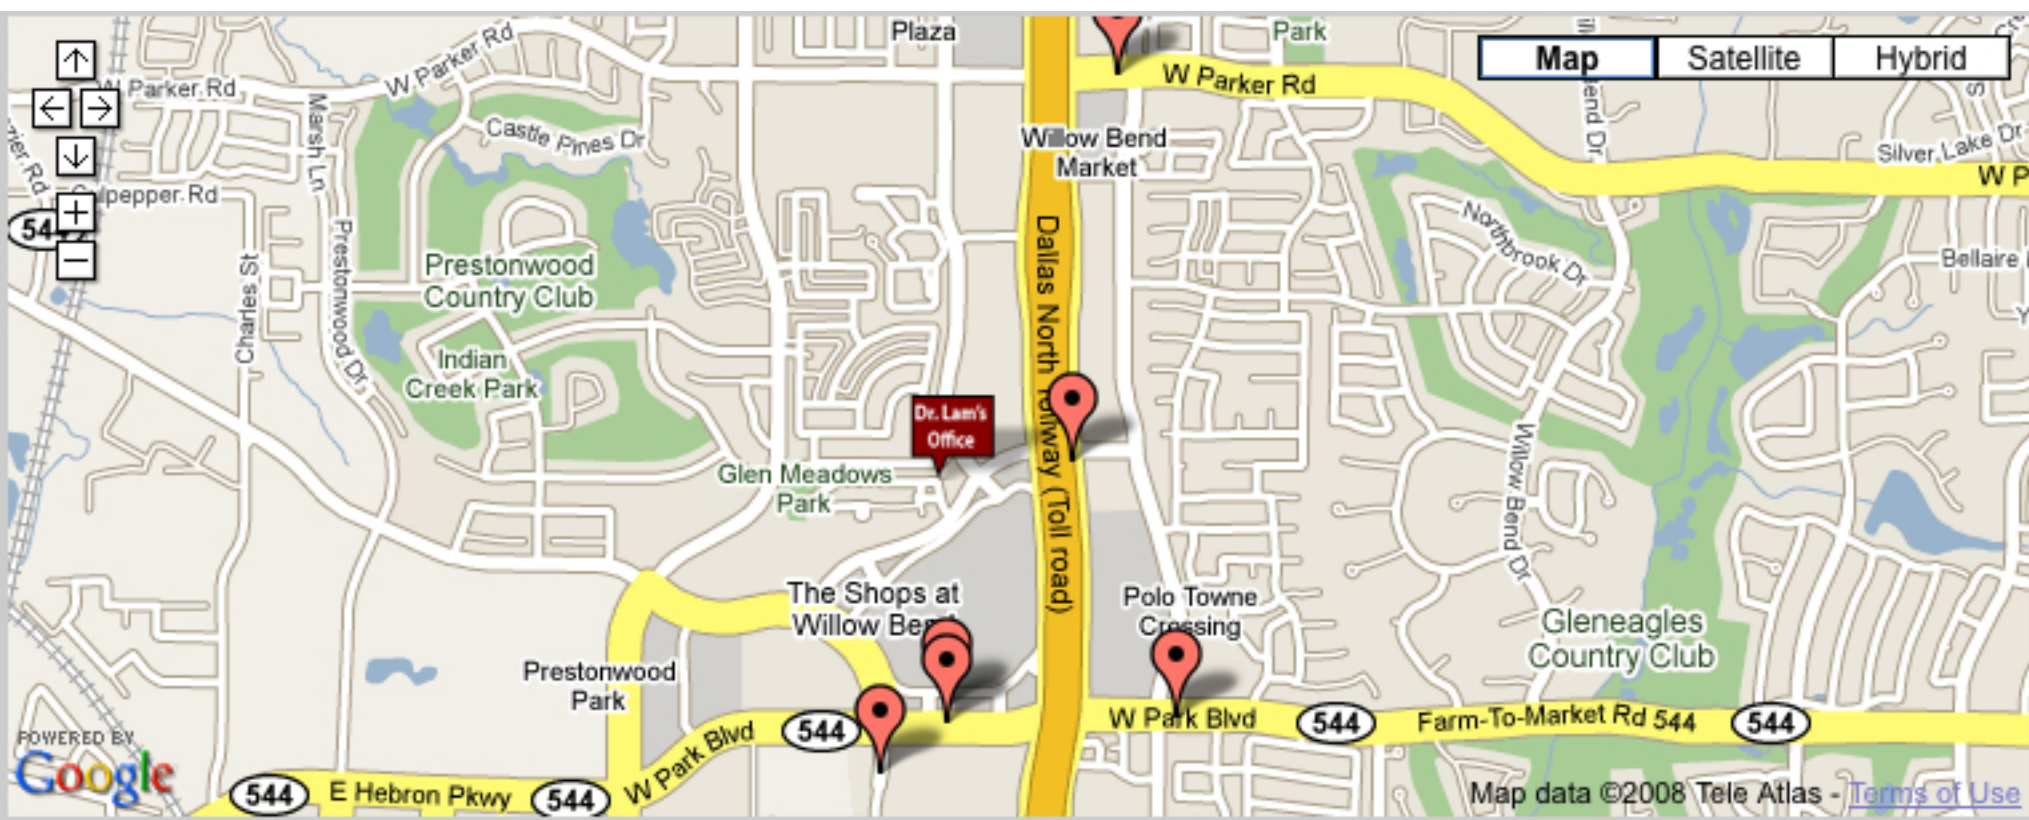 Plaza
Park
Map
Satellite
Hybrid
W Parker Rd
W Parker Rd
W Parker Rd
Marsh Ln
Castle Pines Dr
Willow Bend
Market
Silver Lake Dr
W P
544
Prestonwood Dr
Charles St
Prestonwood
Country Club
Dallas North Tollway (Toll road)
Northbrook Dr
Bellaire
Indian
Creek Park
Dr. Lam's
Office
Glen Meadows
Park
Willow Bend Dr
The Shops at
Willow Bend
Polo Towne
Crossing
Gleneagles
Country Club
Prestonwood
Park
W Park Blvd
544
W Park Blvd
544
Farm-To-Market Rd 544
544
POWERED BY
Google
544
E Hebron Pkwy
544
Map data ©2008 Tele Atlas - Terms of Use